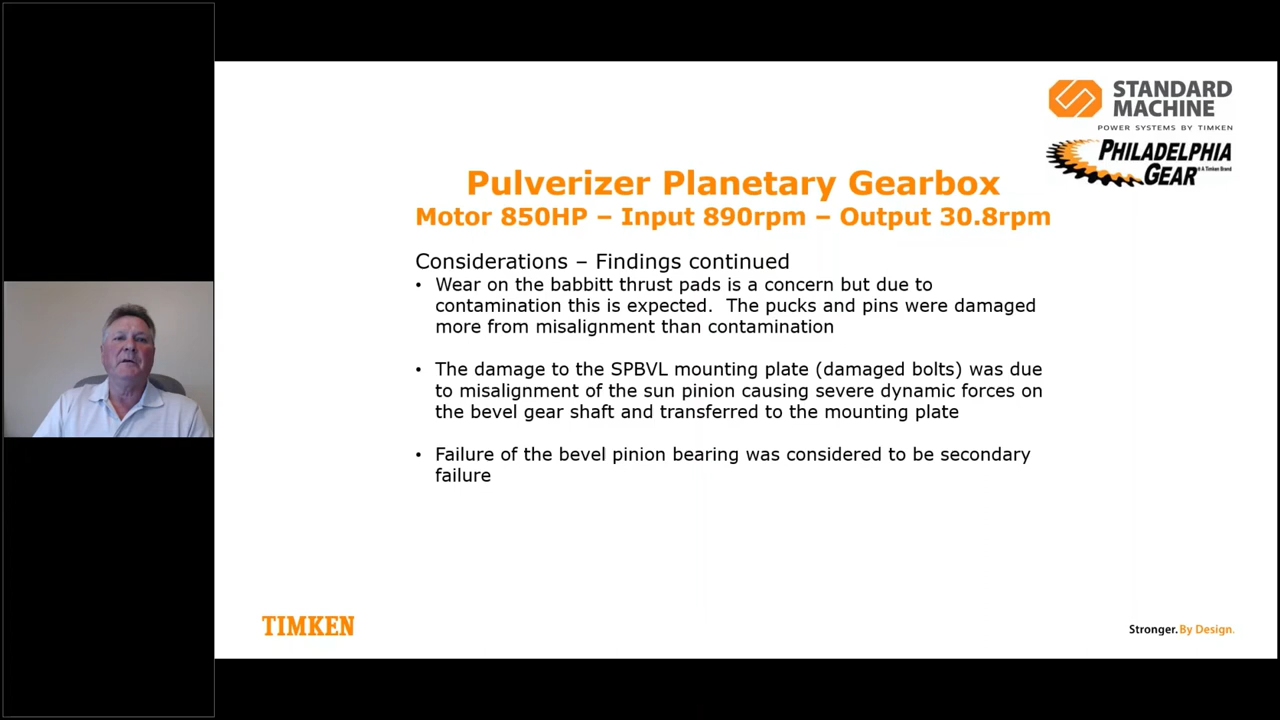 STANDARD
MACHINE
POWER SYSTEMS BY TIMKEN
PHILADELPHIA
GEAR
A Timken Brand
Pulverizer Planetary Gearbox
Motor 850HP – Input 890rpm – Output 30.8rpm
Considerations – Findings continued
• Wear on the babbitt thrust pads is a concern but due to
contamination this is expected.  The pucks and pins were damaged
more from misalignment than contamination
• The damage to the SPBVL mounting plate (damaged bolts) was due
to misalignment of the sun pinion causing severe dynamic forces on
the bevel gear shaft and transferred to the mounting plate
• Failure of the bevel pinion bearing was considered to be secondary
failure
TIMKEN
Stronger. By Design.